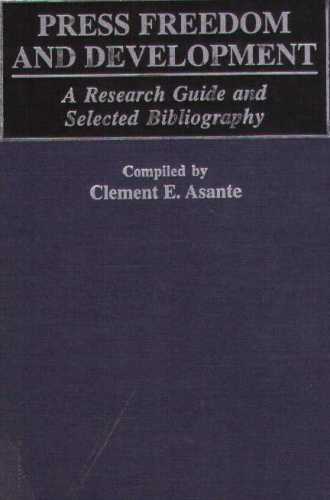 PRESS FREEDOM
AND DEVELOPMENT
A Research Guide and
Selected Bibliography
Compiled by
Clement E. Asante